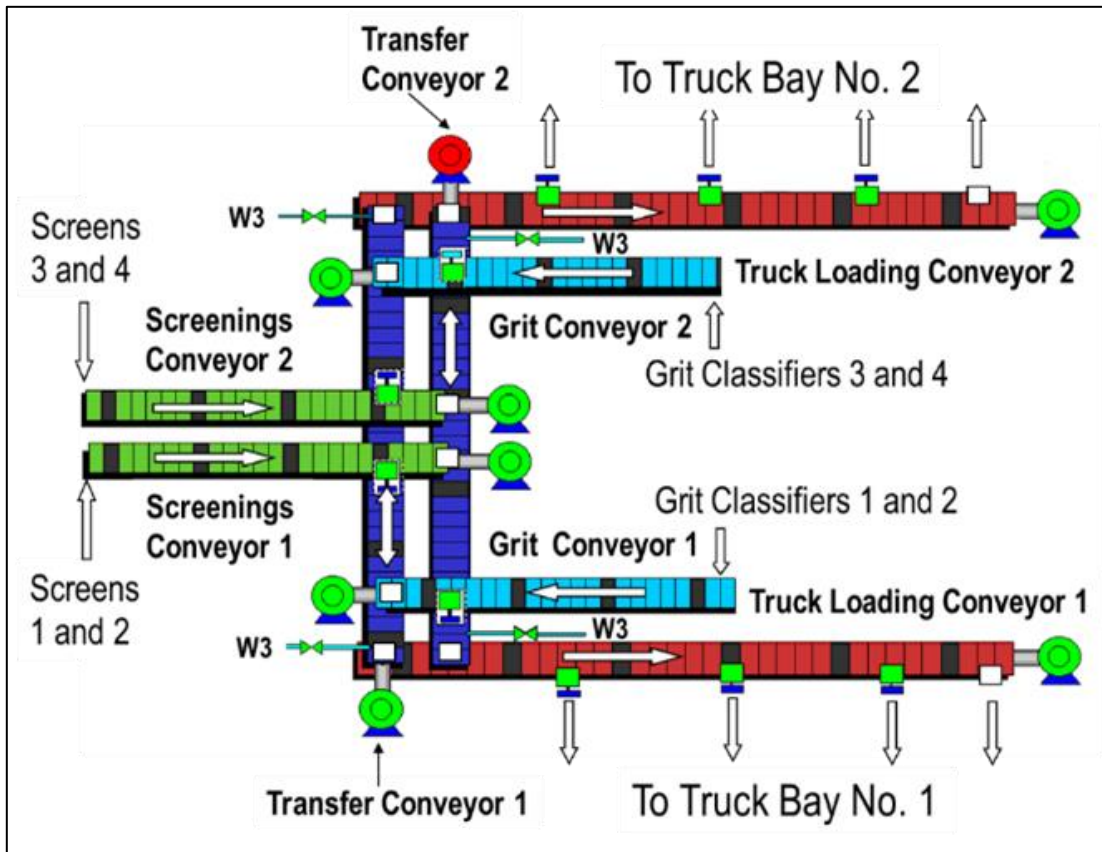 Transfer
Conveyor 2
To Truck Bay No. 2
W3
W3
Screens
3 and 4
Truck Loading Conveyor 2
Screenings
Conveyor 2
Grit Conveyor 2
Grit Classifiers 3 and 4
Screenings
Conveyor 1
Grit Classifiers 1 and 2
Grit Conveyor 1
Screens
1 and 2
Truck Loading Conveyor 1
W3
W3
Transfer Conveyor 1
To Truck Bay No. 1